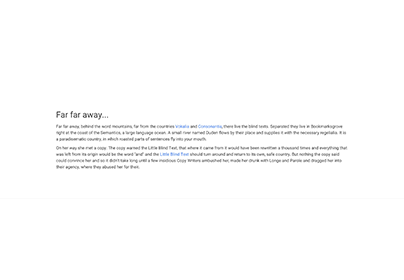 Far far away...
Far far away, behind the word mountains, far from the countries Vokalia and Consonantia, there live the blind texts. Separated they live in Bookmarksgrove
right at the coast of the Semantics, a large language ocean. A small river named Duden flows by their place and supplies it with the necessary regelialia. It is
a paradisematic country, in which roasted parts of sentences fly into your mouth.
On her way she met a copy. The copy warned the Little Blind Text, that where it came from it would have been rewritten a thousand times and everything that
was left from its origin would be the word "and" and the Little Blind Text should turn around and return to its own, safe country. But nothing the copy said
could convince her and so it didn't take long until a few insidious Copy Writers ambushed her, made her drunk with Longe and Parole and dragged her into
their agency, where they abused her for their.